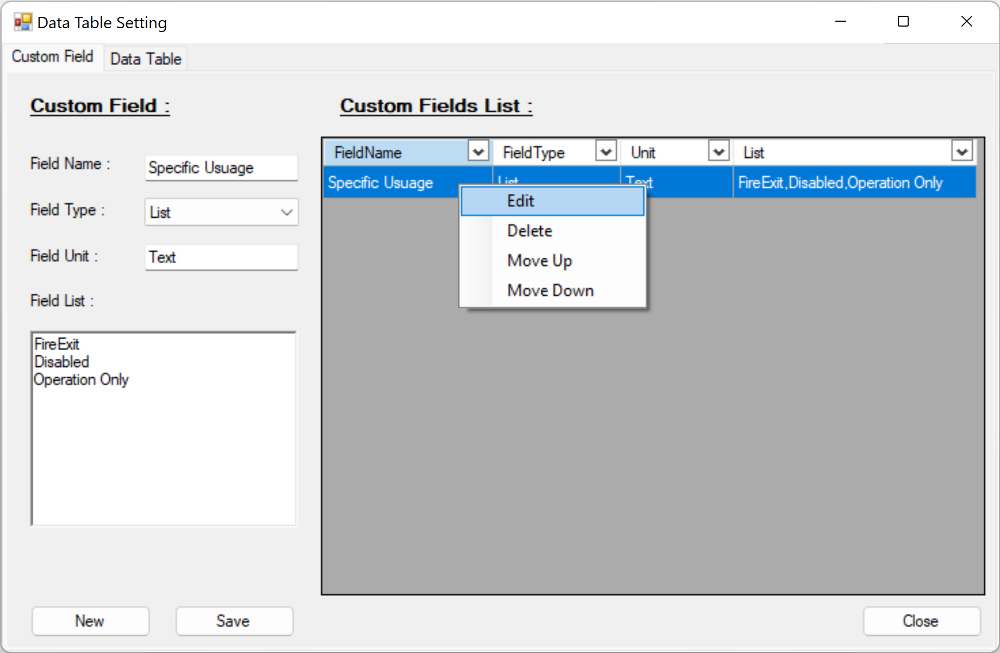 Data Table Setting
Custom Field
Data Table
Custom Field :
Field Name :
Specific Usuage
Field Type :
List
Field Unit :
Text
Field List :
FireExit
Disabled
Operation Only
New
Save
Custom Fields List :
FieldName
FieldType
Unit
List
Specific Usuage
List
Text
FireExit,Disabled,Operation Only
Edit
Delete
Move Up
Move Down
Close